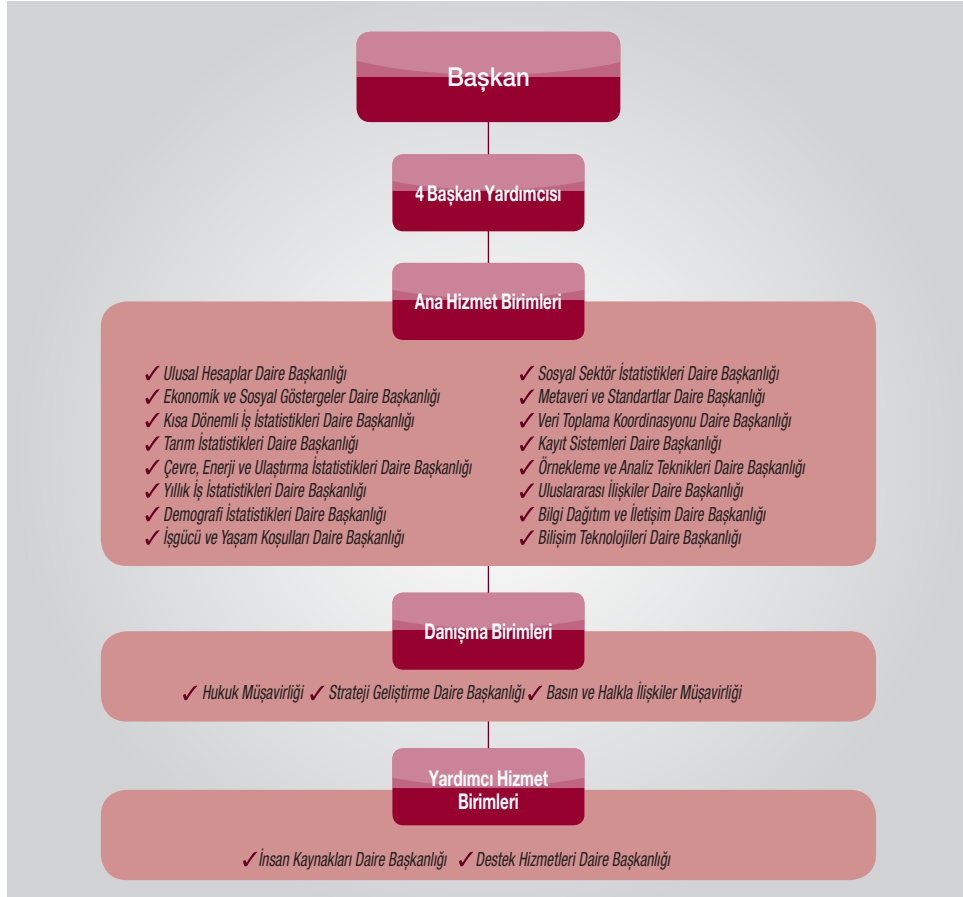 Başkan
4 Başkan Yardımcısı
Ana Hizmet Birimleri
✓ Ulusal Hesaplar Daire Başkanlığı
✓ Ekonomik ve Sosyal Göstergeler Daire Başkanlığı
✓ Kısa Dönemli İş İstatistikleri Daire Başkanlığı
✓ Tarım İstatistikleri Daire Başkanlığı
✓ Çevre, Enerji ve Ulaştırma İstatistikleri Daire Başkanlığı
✓ Yıllık İş İstatistikleri Daire Başkanlığı
✓ Demografi İstatistikleri Daire Başkanlığı
✓ İşgücü ve Yaşam Koşulları Daire Başkanlığı
✓ Sosyal Sektör İstatistikleri Daire Başkanlığı
✓ Metaveri ve Standartlar Daire Başkanlığı
✓ Veri Toplama Koordinasyonu Daire Başkanlığı
✓ Kayıt Sistemleri Daire Başkanlığı
✓ Örnekleme ve Analiz Teknikleri Daire Başkanlığı
✓ Uluslararası İlişkiler Daire Başkanlığı
✓ Bilgi Dağıtım ve İletişim Daire Başkanlığı
✓ Bilişim Teknolojileri Daire Başkanlığı
Danışma Birimleri
✓ Hukuk Müşavirliği ✓ Strateji Geliştirme Daire Başkanlığı ✓ Basın ve Halkla İlişkiler Müşavirliği
Yardımcı Hizmet
Birimleri
✓ İnsan Kaynakları Daire Başkanlığı ✓ Destek Hizmetleri Daire Başkanlığı